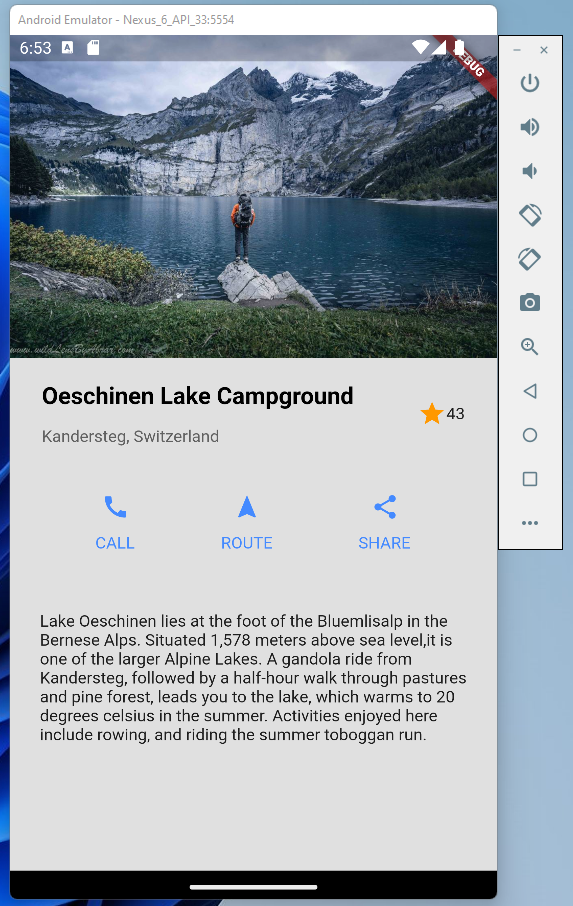 Android Emulator - Nexus_6_API_33:5554
6:53
A
DEBUG
www.wildLensByAbrar.com
Oeschinen Lake Campground
43
Kandersteg, Switzerland
CALL ROUTE SHARE
Lake Oeschinen lies at the foot of the Bluemlisalp in the
Bernese Alps. Situated 1,578 meters above sea level,it is
one of the larger Alpine Lakes. A gandola ride from
Kandersteg, followed by a half-hour walk through pastures
and pine forest, leads you to the lake, which warms to 20
degrees celsius in the summer. Activities enjoyed here
include rowing, and riding the summer toboggan run.